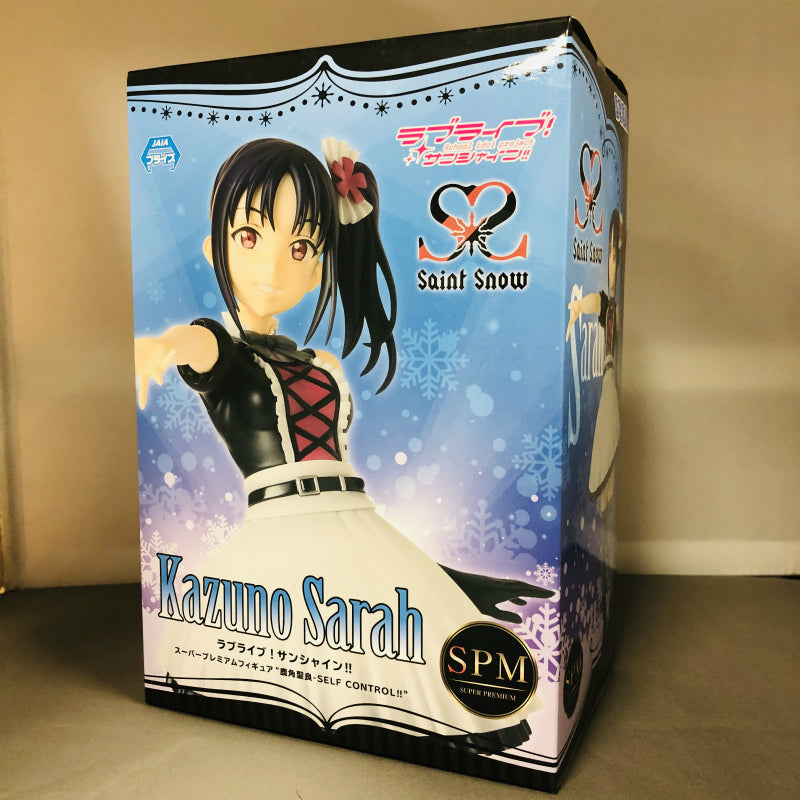 JAIA
プライズ
ラブライブ!
School idol project
サンシャイン!!
Saint Snow
Kazuno Sarah
ラブライブ!サンシャイン!!
スーパープレミアムフィギュア“鹿角聖良-SELF CONTROL!!”
SPM
SUPER PREMIUM
Saint Snow
Sarah